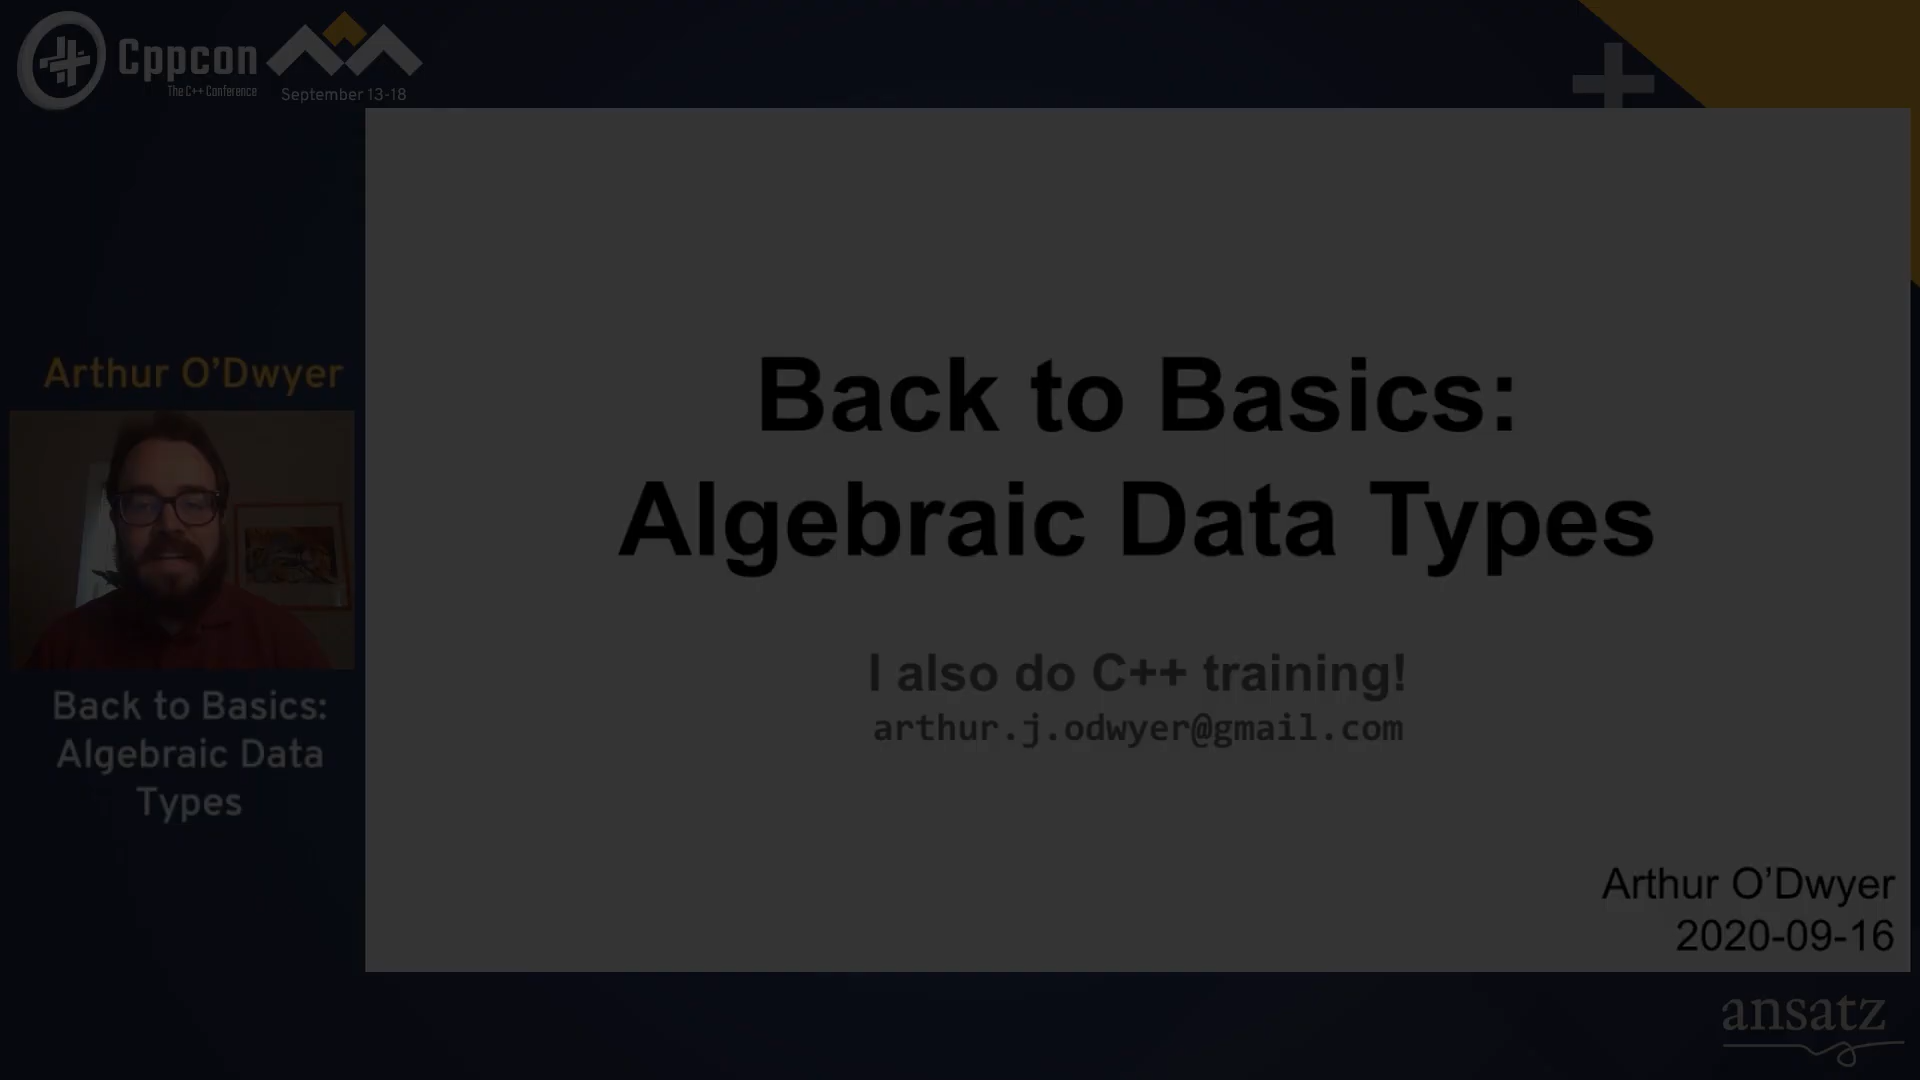 Cppcon
The C++ Conference
September 13-18
Arthur O'Dwyer
Back to Basics:
Algebraic Data
Types
Back to Basics:
Algebraic Data Types
I also do C++ training!
arthur.j.odwyer@gmail.com
Arthur O'Dwyer
2020-09-16
ansatz